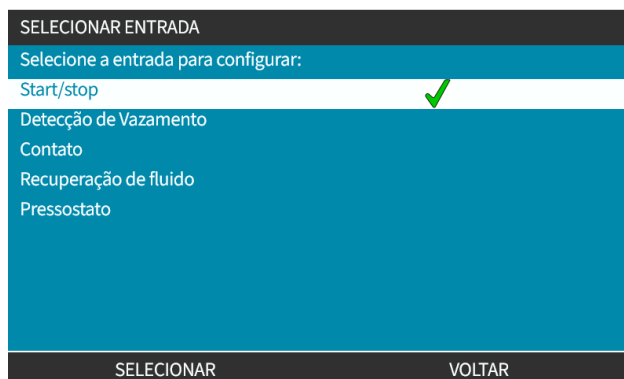 SELECIONAR ENTRADA
Selecione a entrada para configurar:
Start/stop
Detecção de Vazamento
Contato
Recuperação de fluido
Pressostato
SELECIONAR VOLTAR